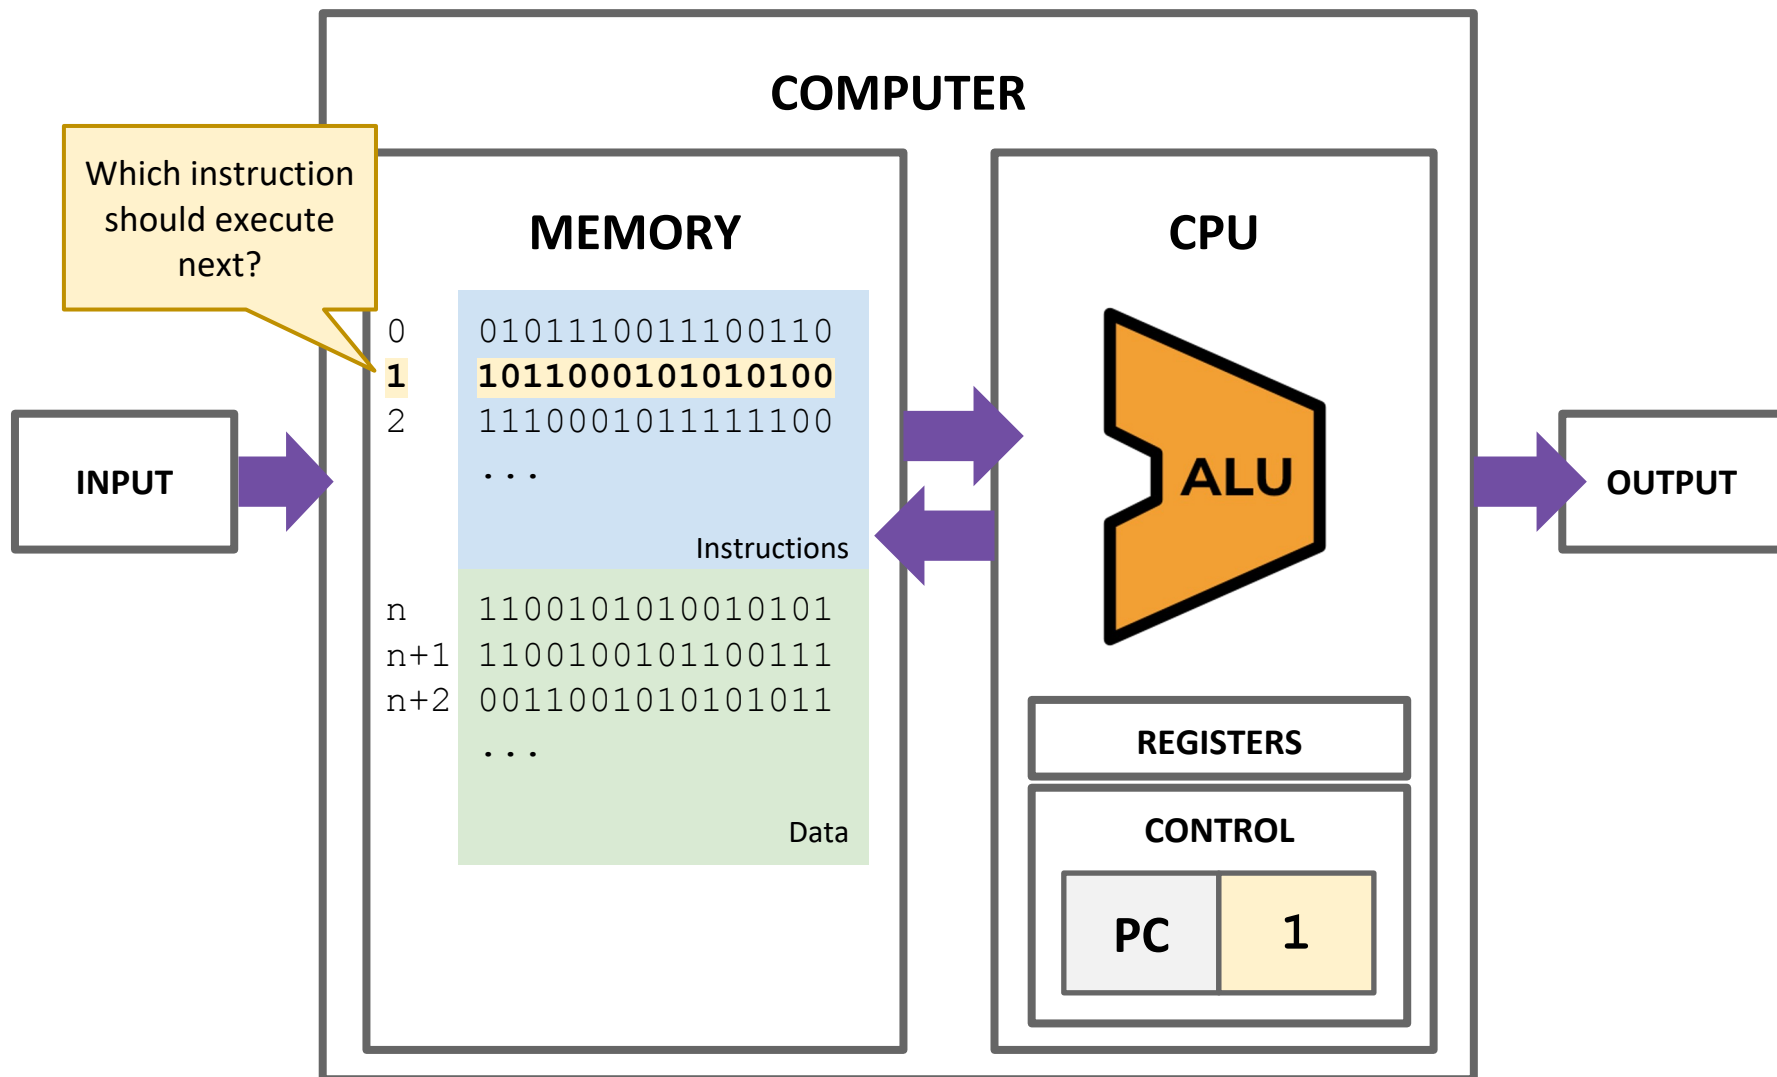 COMPUTER
Which instruction
should execute
next?
MEMORY
0 0101110011100110
1 1011000101010100
2 1110001011111100
...
Instructions
n 1100101010010101
n+1 1100100101100111
n+2 0011001010101011
...
Data
CPU
ALU
REGISTERS
CONTROL
PC 1
INPUT
OUTPUT